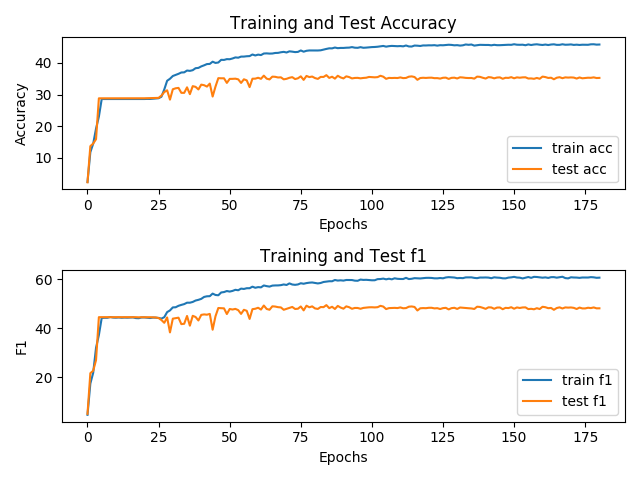 Training and Test Accuracy
Accuracy
40
30
20
10
train acc
test acc
0 25 50 75 100 125 150 175
Epochs
Training and Test f1
F1
60
40
20
train f1
test f1
0 25 50 75 100 125 150 175
Epochs